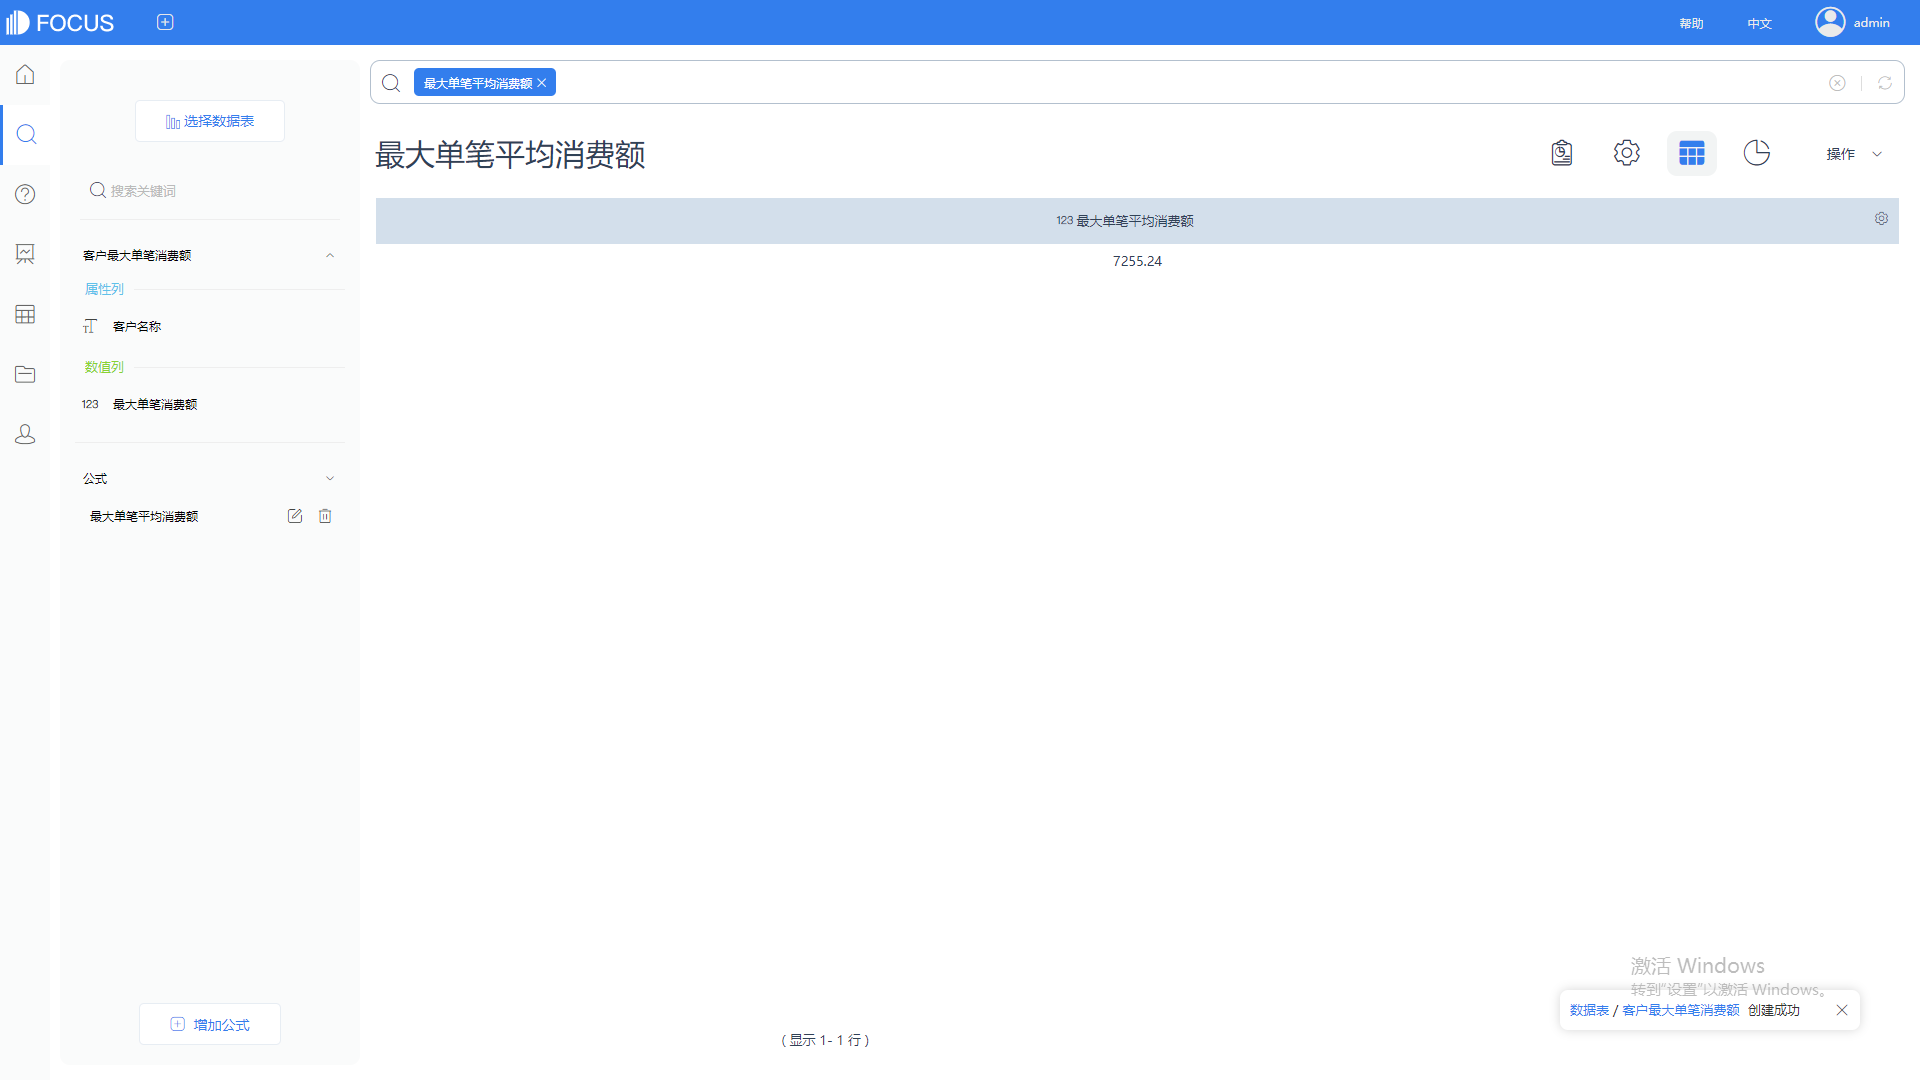 FOCUS
帮助
中文
admin
选择数据表
搜索关键词
客户最大单笔消费额
属性列
客户名称
数值列
123 最大单笔消费额
公式
最大单笔平均消费额
增加公式
最大单笔平均消费额
最大单笔平均消费额
操作
123 最大单笔平均消费额
7255.24
( 显示 1- 1 行 )
激活 Windows
转到"设置"以激活 Windows。
数据表 / 客户最大单笔消费额 创建成功